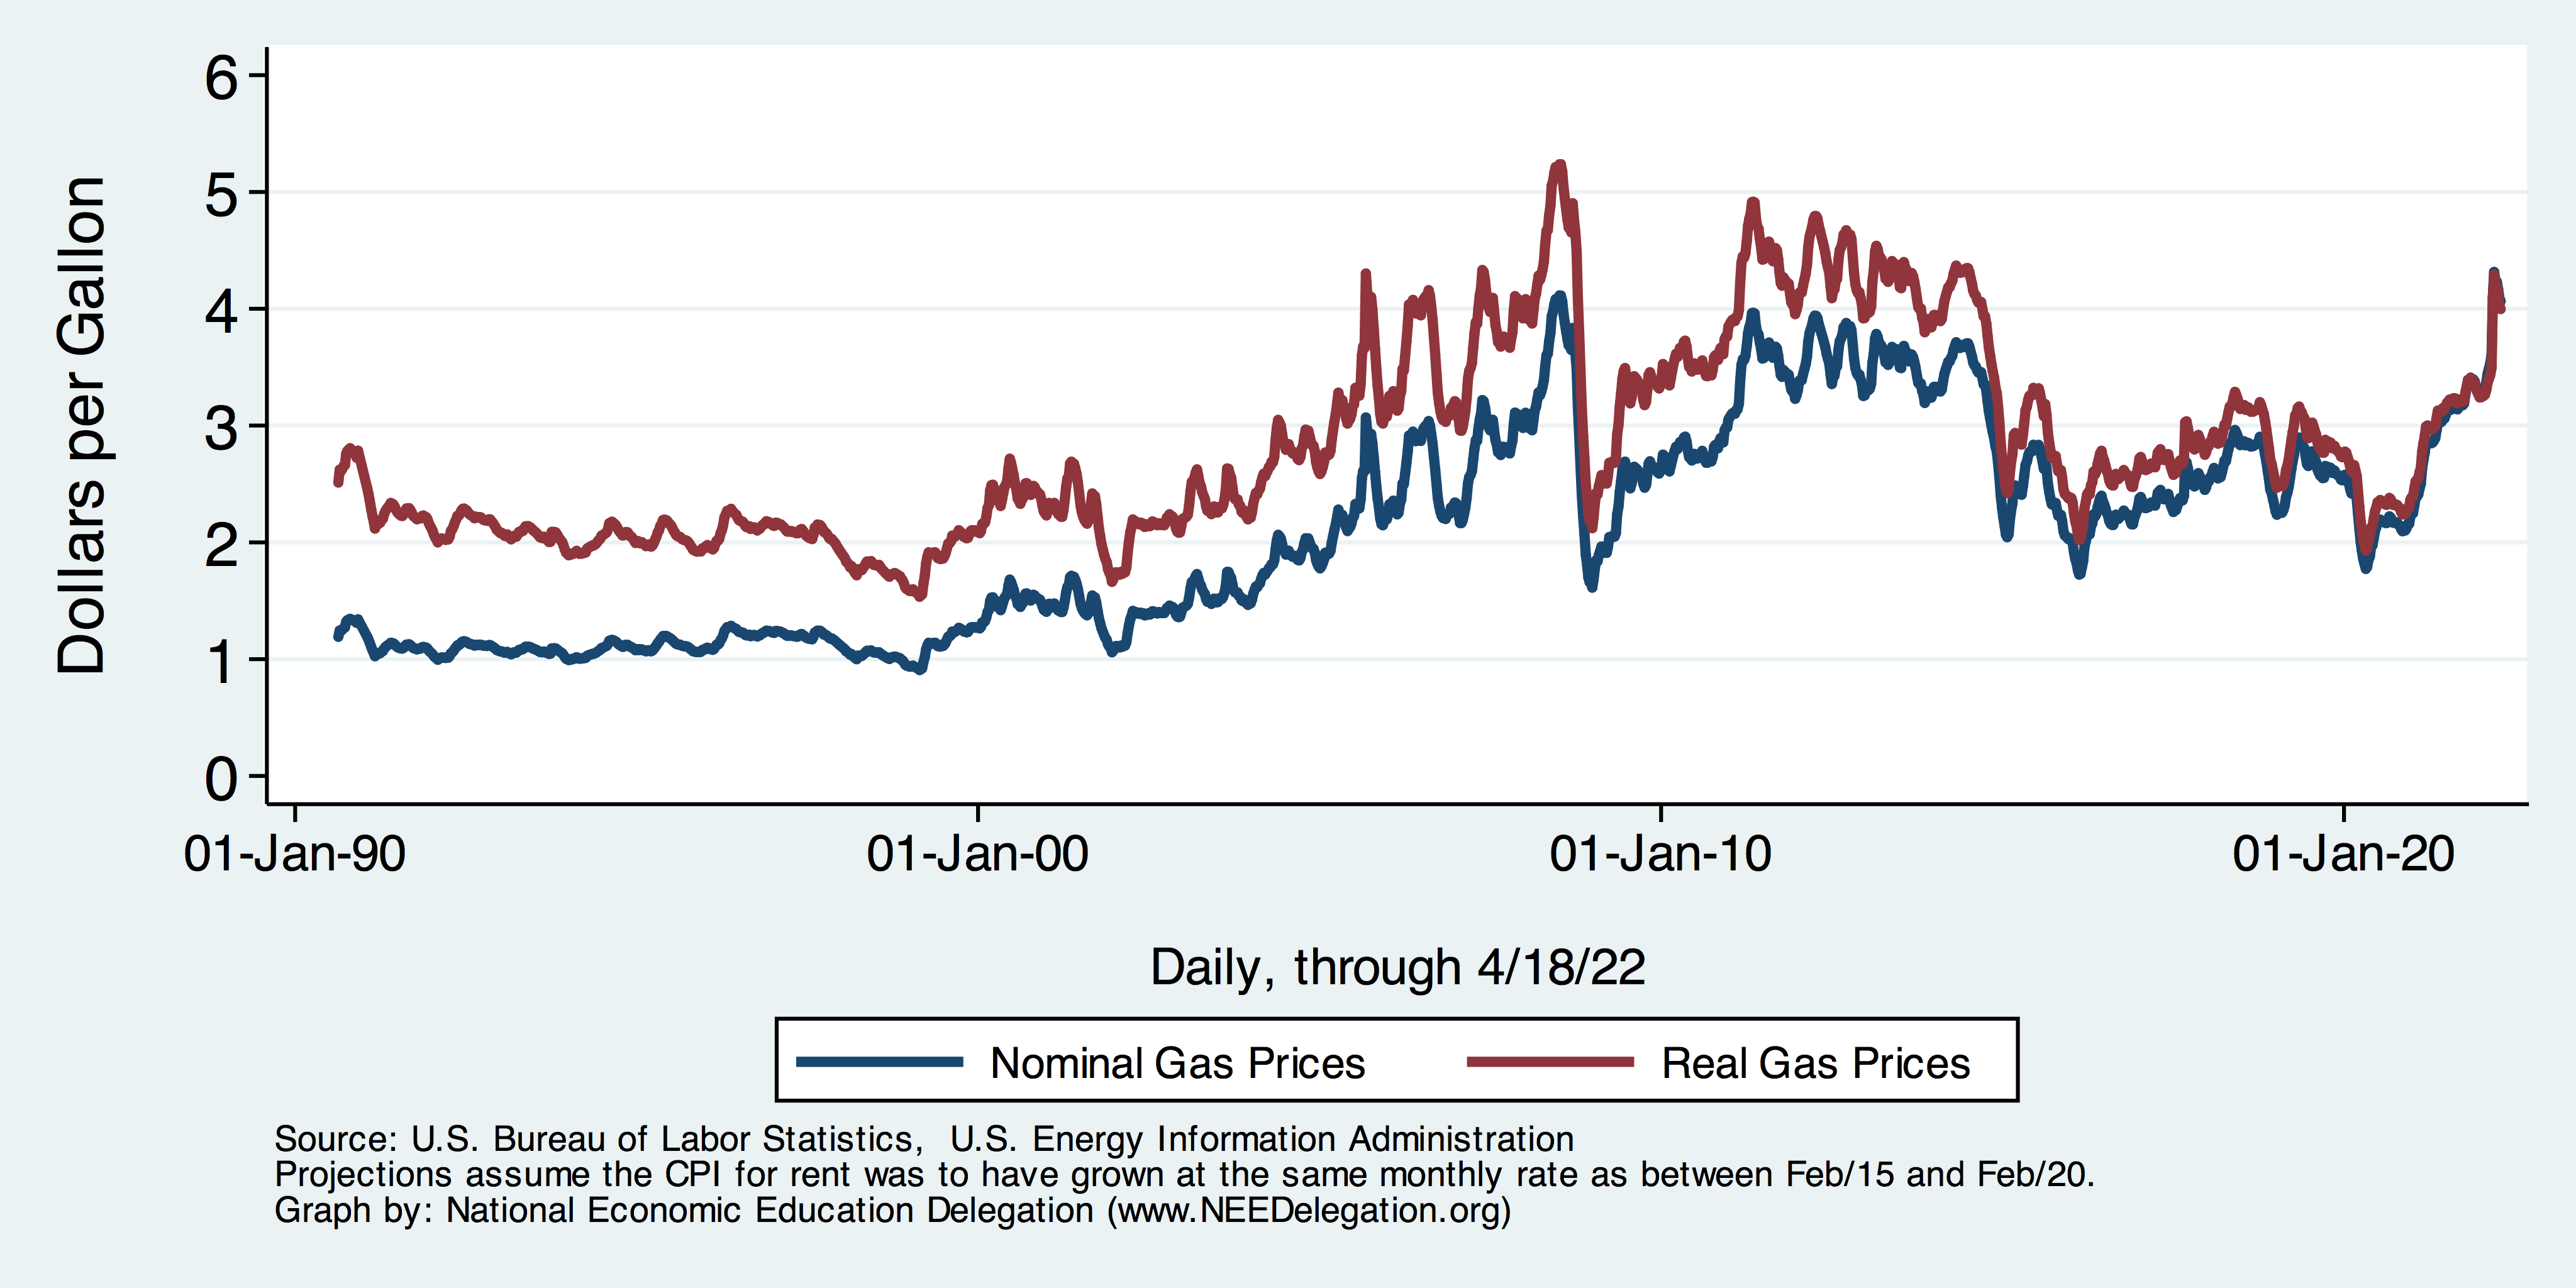 Dollars per Gallon
6
5
4
3
2
1
0
01-Jan-90
01-Jan-00
01-Jan-10
01-Jan-20
Daily, through 4/18/22
Nominal Gas Prices
Real Gas Prices
Source: U.S. Bureau of Labor Statistics,  U.S. Energy Information Administration
Projections assume the CPI for rent was to have grown at the same monthly rate as between Feb/15 and Feb/20.
Graph by: National Economic Education Delegation (www.NEEDelegation.org)